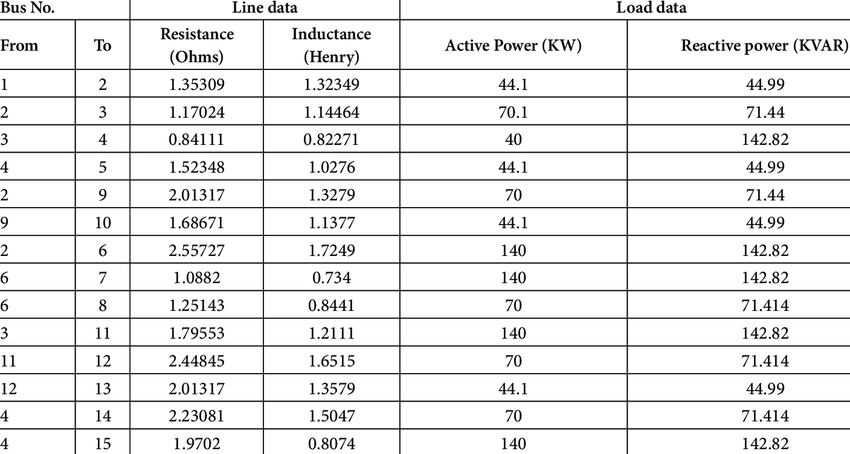 Bus No. Line data Load data
From To Resistance (Ohms) Inductance (Henry) Active Power (KW) Reactive power (KVAR)
1 2 1.35309 1.32349 44.1 44.99
2 3 1.17024 1.14464 70.1 71.44
3 4 0.84111 0.82271 40 142.82
4 5 1.52348 1.0276 44.1 44.99
2 9 2.01317 1.3279 70 71.44
9 10 1.68671 1.1377 44.1 44.99
2 6 2.55727 1.7249 140 142.82
6 7 1.0882 0.734 140 142.82
6 8 1.25143 0.8441 70 71.414
3 11 1.79553 1.2111 140 142.82
11 12 2.44845 1.6515 70 71.414
12 13 2.01317 1.3579 44.1 44.99
4 14 2.23081 1.5047 70 71.414
4 15 1.9702 0.8074 140 142.82